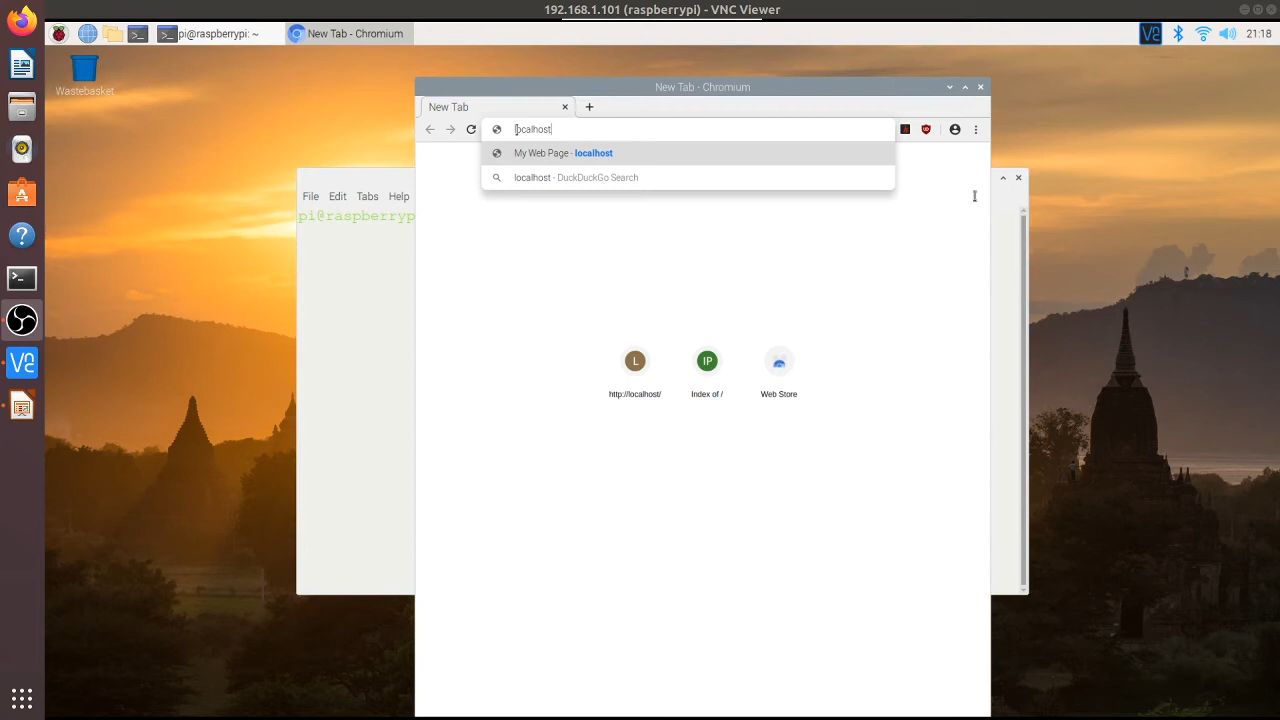 192.168.1.101 (raspberrypi) - VNC Viewer
pi@raspberrypi: ~
New Tab - Chromium
21:18
Wastebasket
New Tab - Chromium
New Tab
localhost
My Web Page - localhost
localhost - DuckDuckGo Search
File Edit Tabs Help
pi@raspberryp
L
IP
http://localhost/
Index of /
Web Store